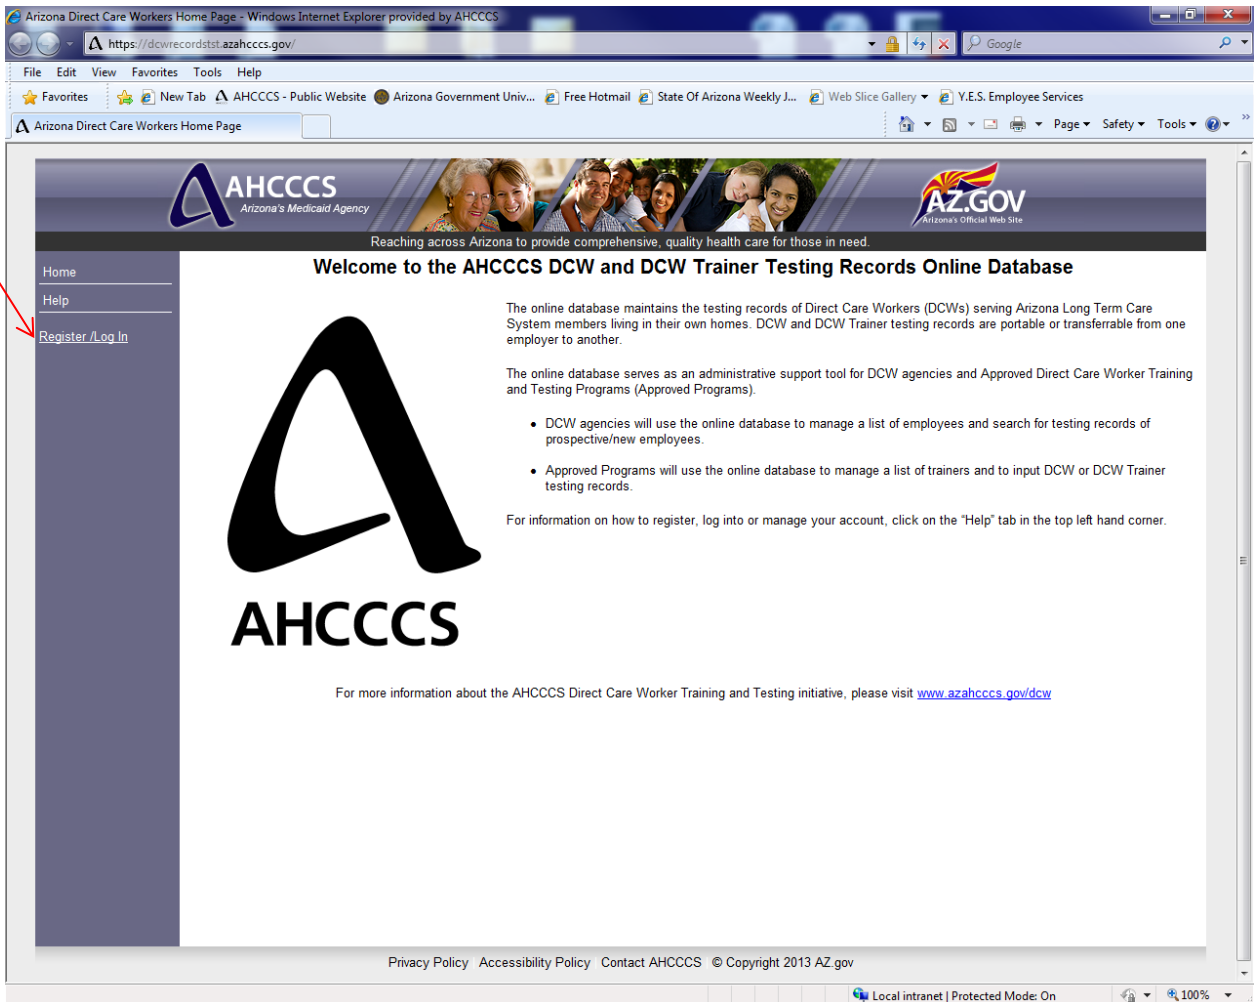 Arizona Direct Care Workers Home Page - Windows Internet Explorer provided by AHCCCS
https://dcwrecordstst.azahcccs.gov/
Google
File Edit View Favorites Tools Help
Favorites New Tab AHCCCS - Public Website Arizona Government Univ... Free Hotmail State Of Arizona Weekly J... Web Slice Gallery Y.E.S. Employee Services
Arizona Direct Care Workers Home Page
Page Safety Tools
AHCCCS
Arizona's Medicaid Agency
AZ.GOV
Arizona's Official Web Site
Reaching across Arizona to provide comprehensive, quality health care for those in need.
Home
Help
Register /Log In
Welcome to the AHCCCS DCW and DCW Trainer Testing Records Online Database
The online database maintains the testing records of Direct Care Workers (DCWs) serving Arizona Long Term Care
System members living in their own homes. DCW and DCW Trainer testing records are portable or transferrable from one
employer to another.
The online database serves as an administrative support tool for DCW agencies and Approved Direct Care Worker Training
and Testing Programs (Approved Programs).
• DCW agencies will use the online database to manage a list of employees and search for testing records of
prospective/new employees.
• Approved Programs will use the online database to manage a list of trainers and to input DCW or DCW Trainer
testing records.
For information on how to register, log into or manage your account, click on the “Help” tab in the top left hand corner.
AHCCCS
For more information about the AHCCCS Direct Care Worker Training and Testing initiative, please visit www.azahcccs.gov/dcw
Privacy Policy | Accessibility Policy | Contact AHCCCS | © Copyright 2013 AZ.gov
Local intranet | Protected Mode: On 100%